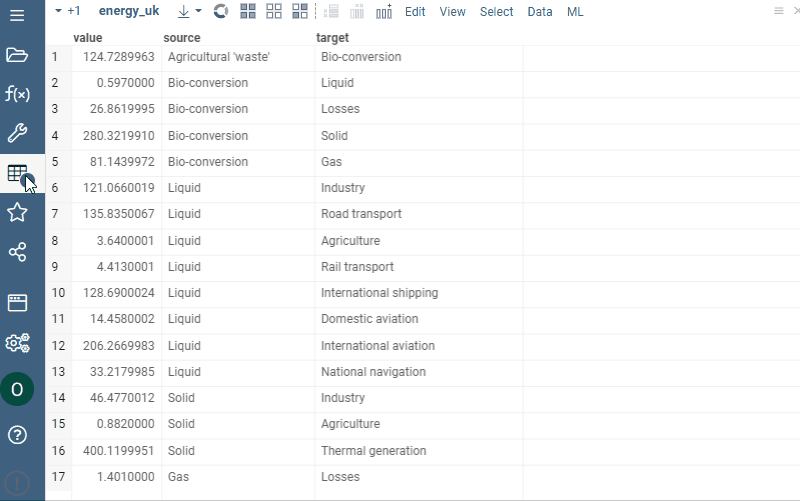 +1 energy_uk Edit View Select Data ML
value source target
1 124.7289963 Agricultural 'waste' Bio-conversion
2 0.5970000 Bio-conversion Liquid
3 26.8619995 Bio-conversion Losses
4 280.3219910 Bio-conversion Solid
5 81.1439972 Bio-conversion Gas
6 121.0660019 Liquid Industry
7 135.8350067 Liquid Road transport
8 3.6400001 Liquid Agriculture
9 4.4130001 Liquid Rail transport
10 128.6900024 Liquid International shipping
11 14.4580002 Liquid Domestic aviation
12 206.2669983 Liquid International aviation
13 33.2179985 Liquid National navigation
14 46.4770012 Solid Industry
15 0.8820000 Solid Agriculture
16 400.1199951 Solid Thermal generation
17 1.4010000 Gas Losses
f(x)
O
?